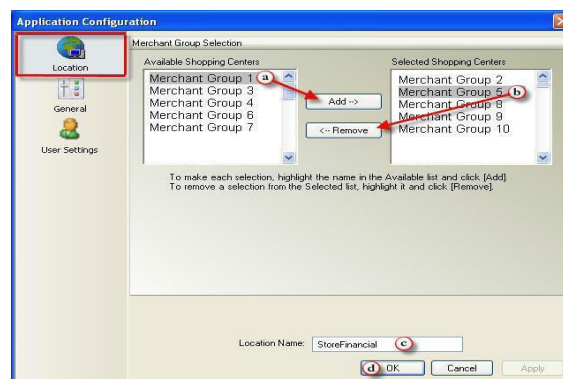 Application Configuration
Location
General
User Settings
Merchant Group Selection
Available Shopping Centers
Merchant Group 1 a
Merchant Group 3
Merchant Group 4
Merchant Group 6
Merchant Group 7
Add -->
<-- Remove
Selected Shopping Centers
Merchant Group 2
Merchant Group 5 b
Merchant Group 8
Merchant Group 9
Merchant Group 10
To make each selection, highlight the name in the Available list and click [Add].
To remove a selection from the Selected list, highlight it and click [Remove].
Location Name: StoreFinancial c
d OK Cancel Apply